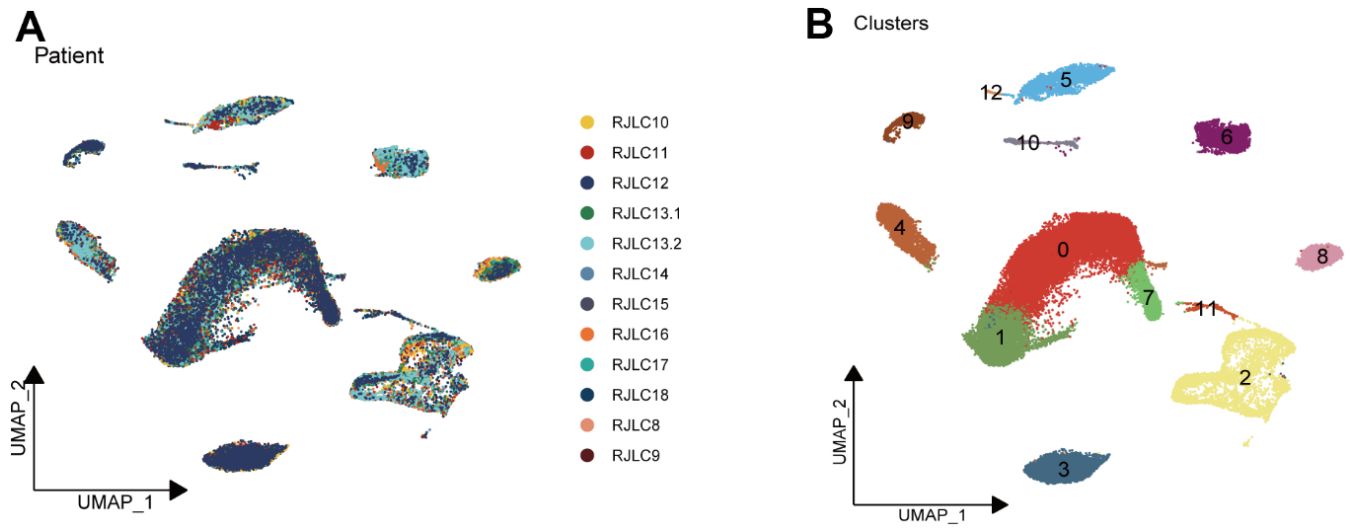 A
Patient
RJLC10
RJLC11
RJLC12
RJLC13.1
RJLC13.2
RJLC14
RJLC15
RJLC16
RJLC17
RJLC18
RJLC8
RJLC9
UMAP_2
UMAP_1
B Clusters
5
12
9
10
6
4
0
8
7
11
1
2
3
UMAP_2
UMAP_1